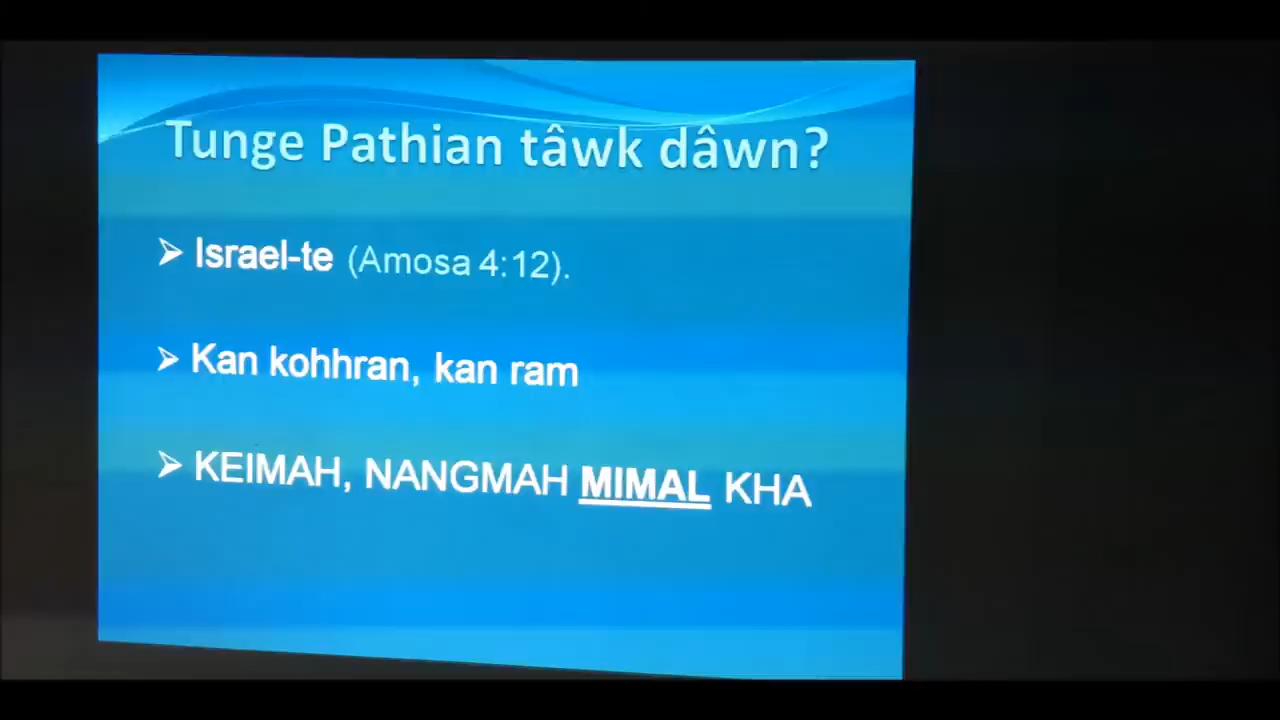 Tunge Pathian tâwk dâwn?
Israel-te (Amosa 4:12).
Kan kohhran, kan ram
KEIMAH, NANGMAH MIMAL KHA